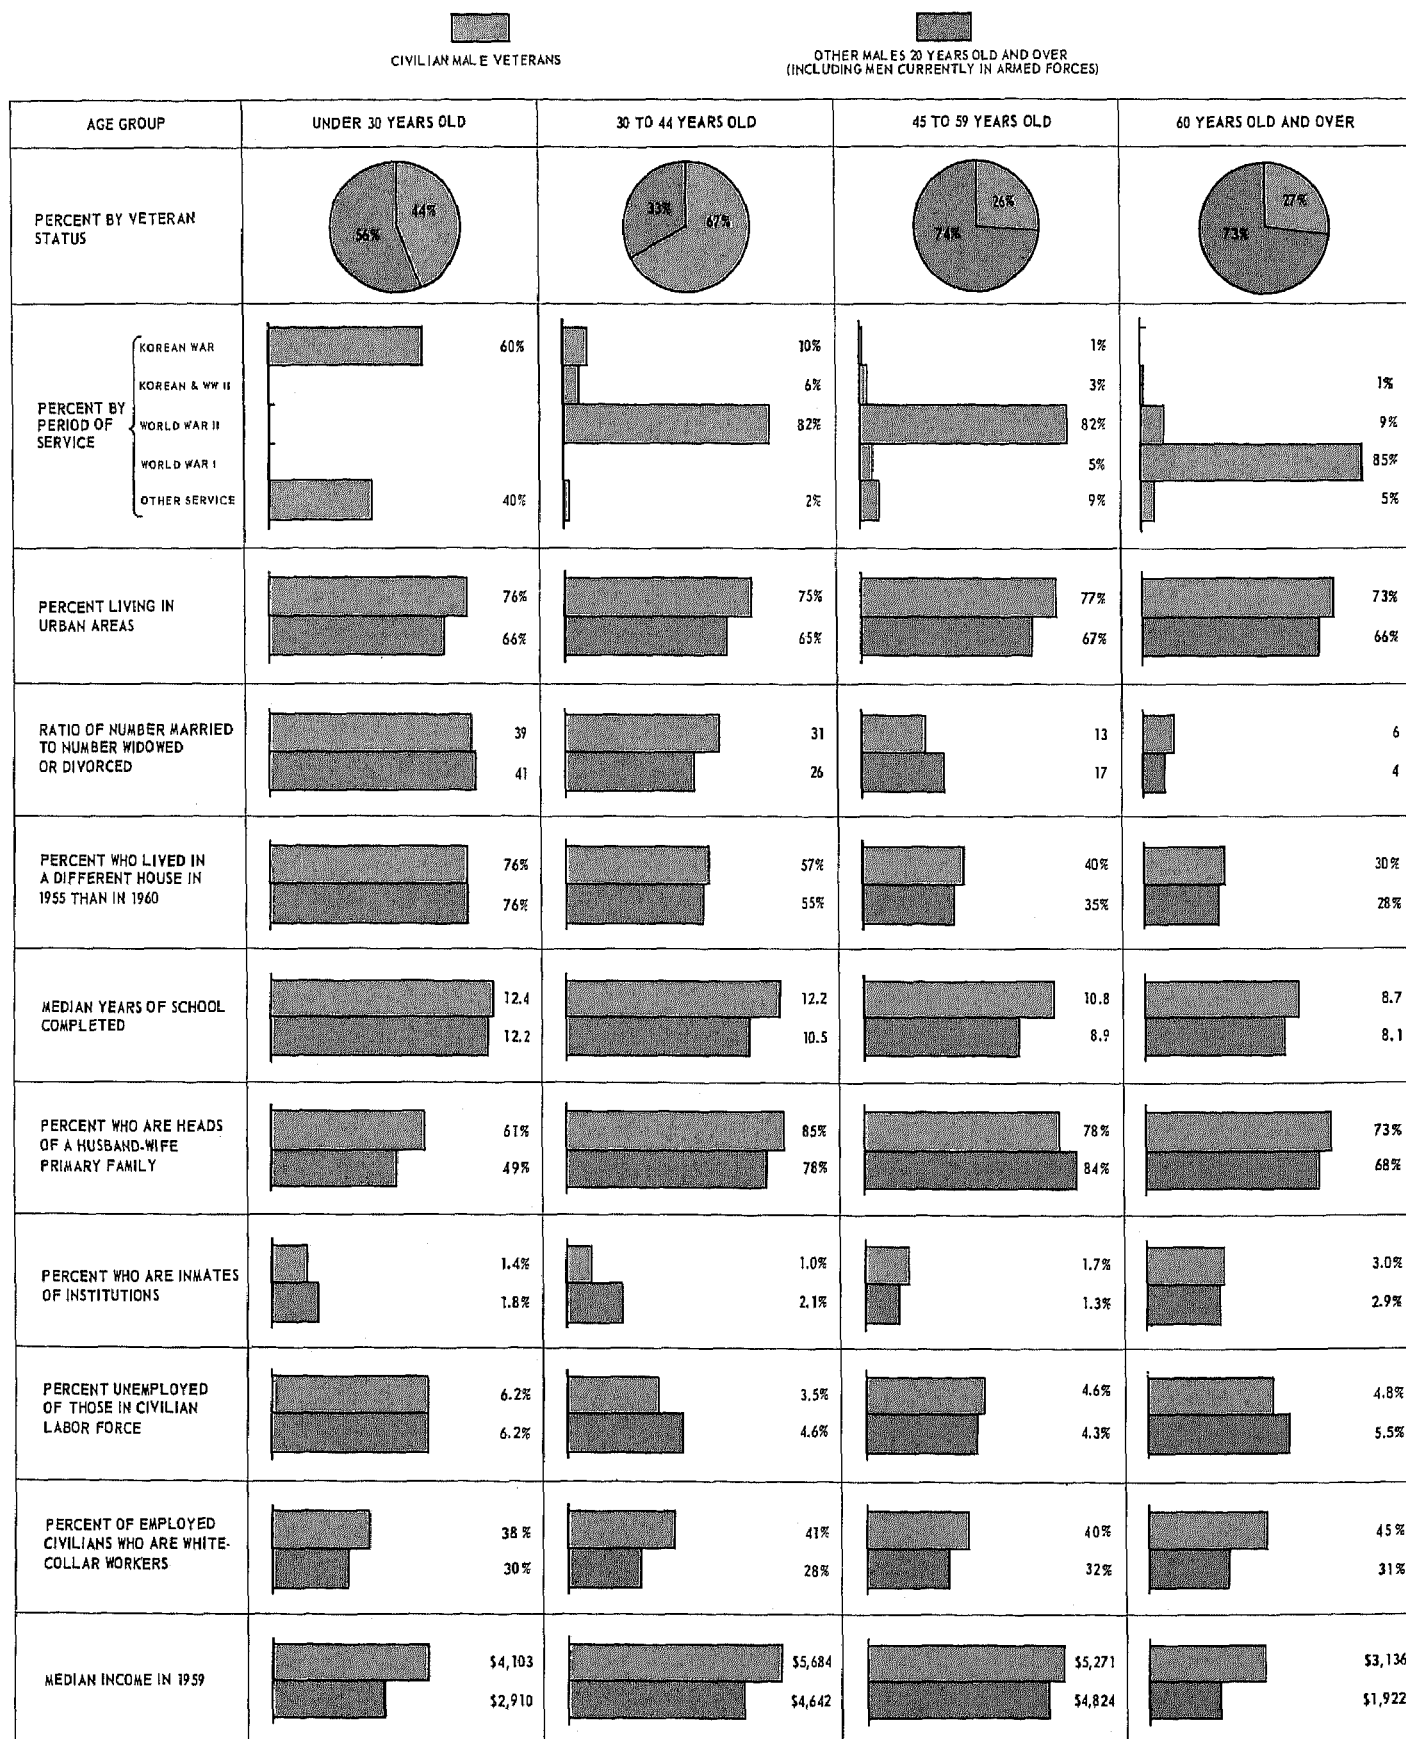 CIVILIAN MALE VETERANS
OTHER MALES 20 YEARS OLD AND OVER
(INCLUDING MEN CURRENTLY IN ARMED FORCES)
AGE GROUP
UNDER 30 YEARS OLD
30 TO 44 YEARS OLD
45 TO 59 YEARS OLD
60 YEARS OLD AND OVER
PERCENT BY VETERAN
STATUS
44%
56%
33%
67%
26%
74%
27%
73%
PERCENT BY
PERIOD OF
SERVICE
KOREAN WAR
60%
10%
1%
KOREAN & WW II
6%
3%
1%
WORLD WAR II
82%
82%
9%
WORLD WAR I
5%
85%
OTHER SERVICE
40%
2%
9%
5%
PERCENT LIVING IN
URBAN AREAS
76%
66%
75%
65%
77%
67%
73%
66%
RATIO OF NUMBER MARRIED
TO NUMBER WIDOWED
OR DIVORCED
39
41
31
26
13
17
6
4
PERCENT WHO LIVED IN
A DIFFERENT HOUSE IN
1955 THAN IN 1960
76%
76%
57%
55%
40%
35%
30%
28%
MEDIAN YEARS OF SCHOOL
COMPLETED
12.4
12.2
12.2
10.5
10.8
8.9
8.7
8.1
PERCENT WHO ARE HEADS
OF A HUSBAND-WIFE
PRIMARY FAMILY
61%
49%
85%
78%
78%
84%
73%
68%
PERCENT WHO ARE INMATES
OF INSTITUTIONS
1.4%
1.8%
1.0%
2.1%
1.7%
1.3%
3.0%
2.9%
PERCENT UNEMPLOYED
OF THOSE IN CIVILIAN
LABOR FORCE
6.2%
6.2%
3.5%
4.6%
4.6%
4.3%
4.8%
5.5%
PERCENT OF EMPLOYED
CIVILIANS WHO ARE WHITE-
COLLAR WORKERS
38%
30%
41%
28%
40%
32%
45%
31%
MEDIAN INCOME IN 1959
$4,103
$2,910
$5,684
$4,642
$5,271
$4,824
$3,136
$1,922